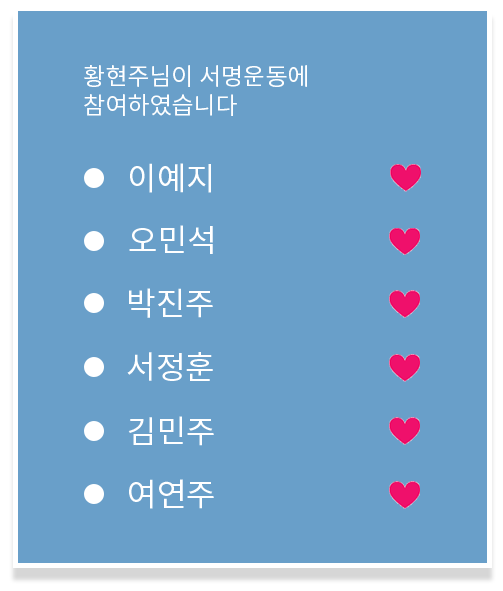 황현주님이 서명운동에
참여하였습니다
이예지
오민석
박진주
서정훈
김민주
여연주